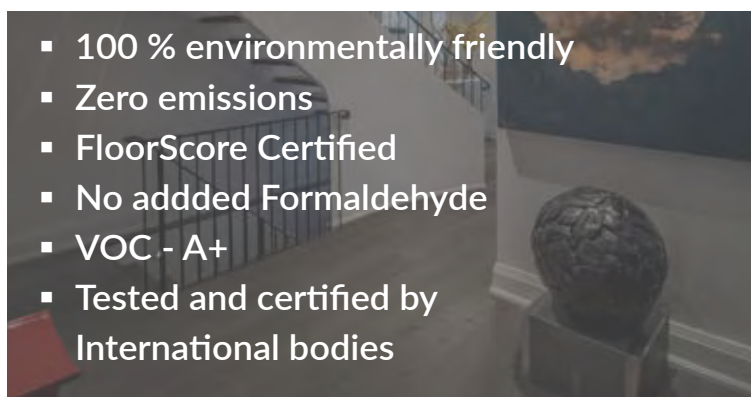 ▪ 100 % environmentally friendly
▪ Zero emissions
▪ FloorScore Certified
▪ No addded Formaldehyde
▪ VOC - A+
▪ Tested and certified by
International bodies